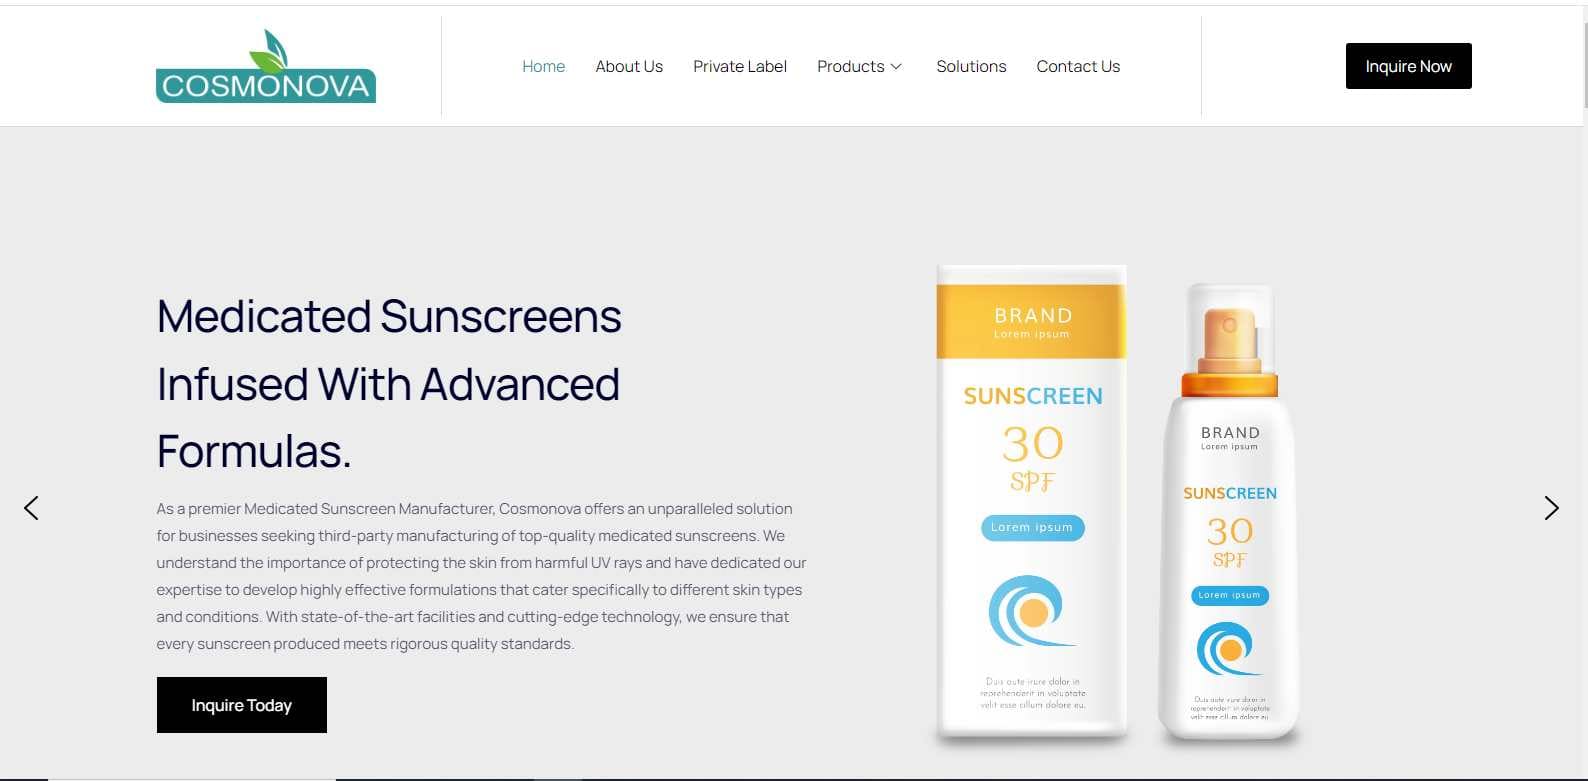 COSMONOVA
Home
About Us
Private Label
Products
Solutions
Contact Us
Inquire Now
Medicated Sunscreens
Infused With Advanced
Formulas.
As a premier Medicated Sunscreen Manufacturer, Cosmonova offers an unparalleled solution
for businesses seeking third-party manufacturing of top-quality medicated sunscreens. We
understand the importance of protecting the skin from harmful UV rays and have dedicated our
expertise to develop highly effective formulations that cater specifically to different skin types
and conditions. With state-of-the-art facilities and cutting-edge technology, we ensure that
every sunscreen produced meets rigorous quality standards.
Inquire Today
BRAND
Lorem ipsum
SUNSCREEN
30
SPF
Lorem ipsum
Duis aute irure dolor in
reprehenderit in voluptate
velit esse cillum dolore eu.
BRAND
Lorem ipsum
SUNSCREEN
30
SPF
Lorem ipsum
Duis aute irure dolor in
reprehenderit in voluptate
velit esse cillum dolore eu